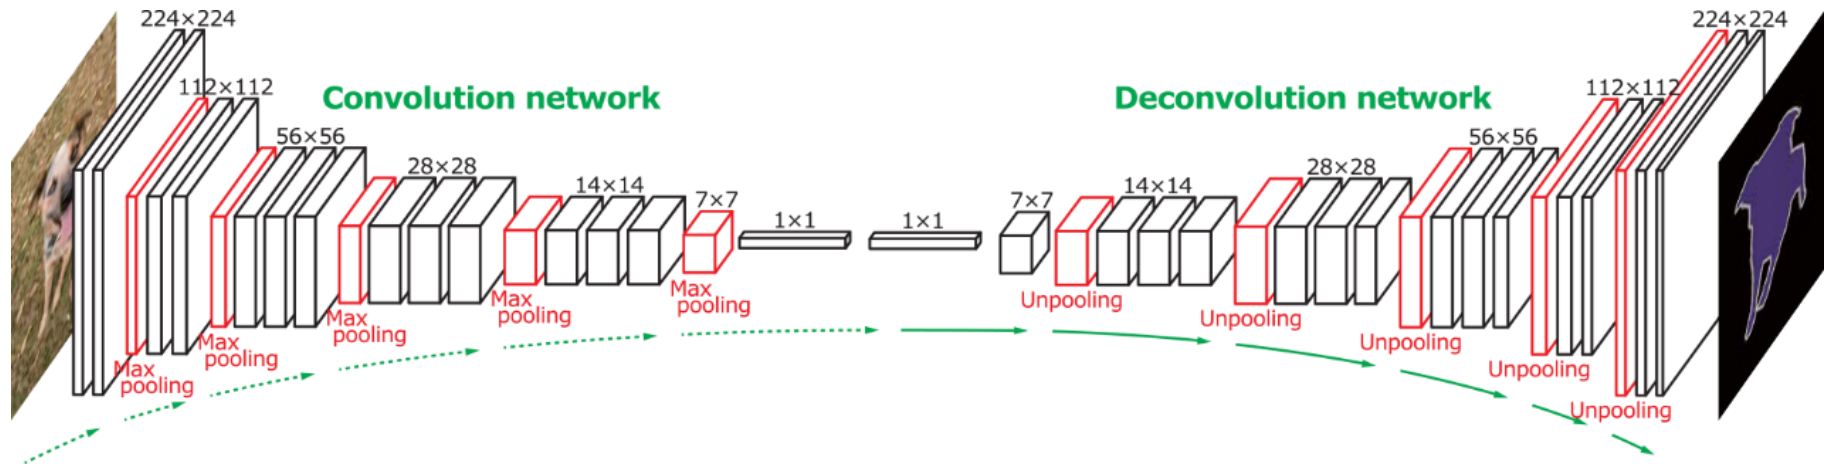 224×224
112×112
56×56
28×28
14×14
7×7
1×1
1×1
7×7
14×14
28×28
56×56
112×112
224×224
Convolution network
Deconvolution network
Max
pooling
Max
pooling
Max
pooling
Max
pooling
Max
pooling
Unpooling
Unpooling
Unpooling
Unpooling
Unpooling